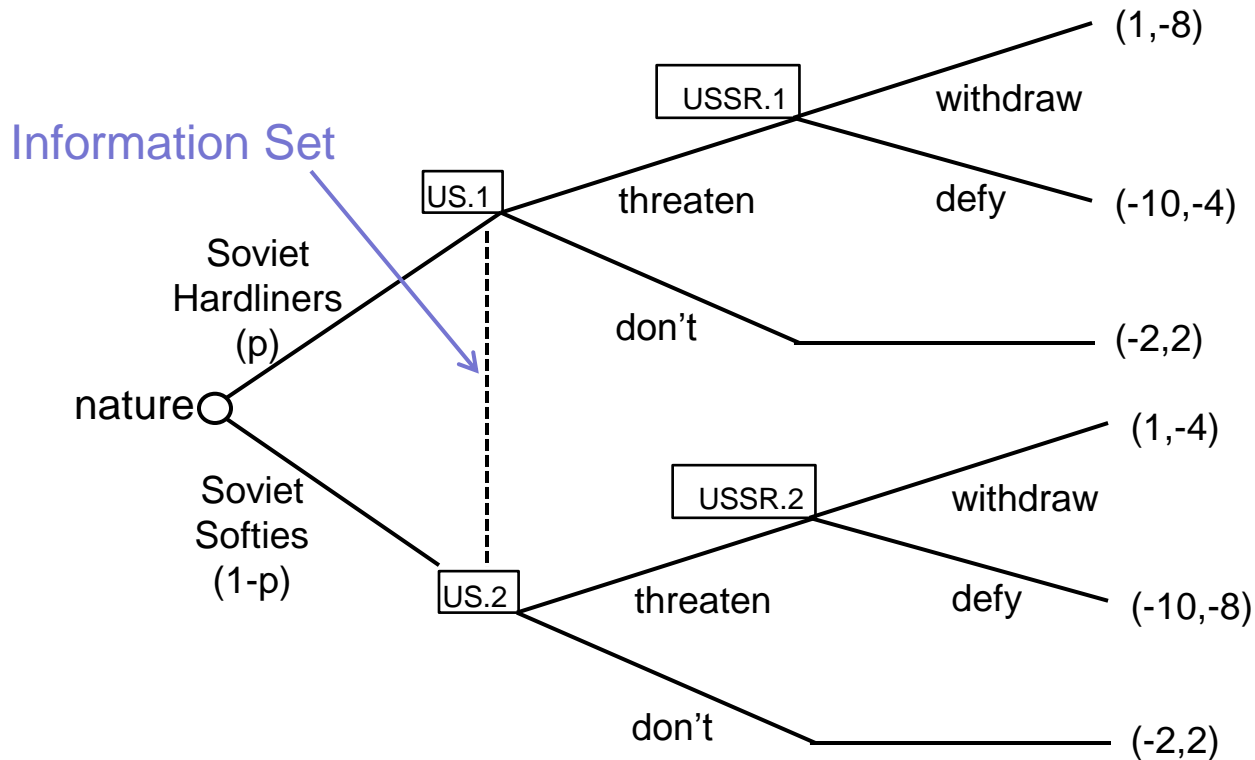 (1,-8)
USSR.1
withdraw
Information Set
US.1
threaten
defy
(-10,-4)
Soviet
Hardliners
(p)
don't
(-2,2)
nature
(1,-4)
Soviet
Softies
(1-p)
USSR.2
withdraw
US.2
threaten
defy
(-10,-8)
don't
(-2,2)